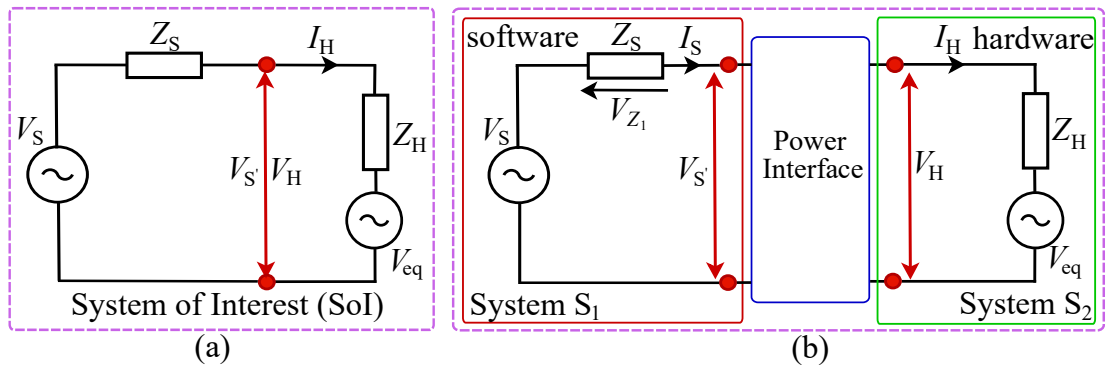 Z_S
I_H
V_S
Z_H
V_S'
V_H
V_eq
System of Interest (SoI)
(a)
software
Z_S
I_S
V_Z_1
V_S
V_S'
System S_1
Power
Interface
I_H
hardware
Z_H
V_H
V_eq
System S_2
(b)